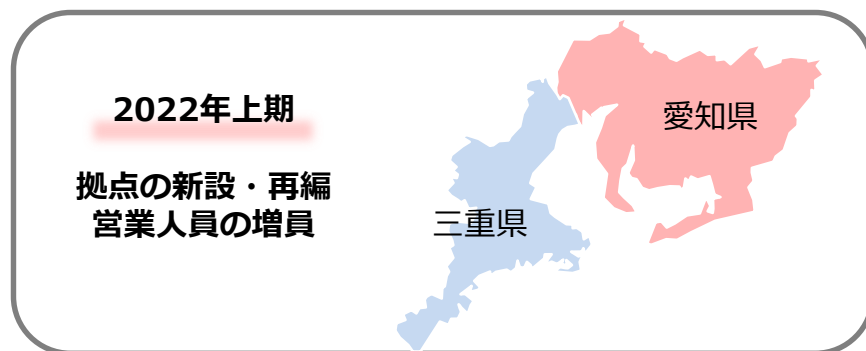 2022年上期
拠点の新設・再編
営業人員の増員
愛知県
三重県